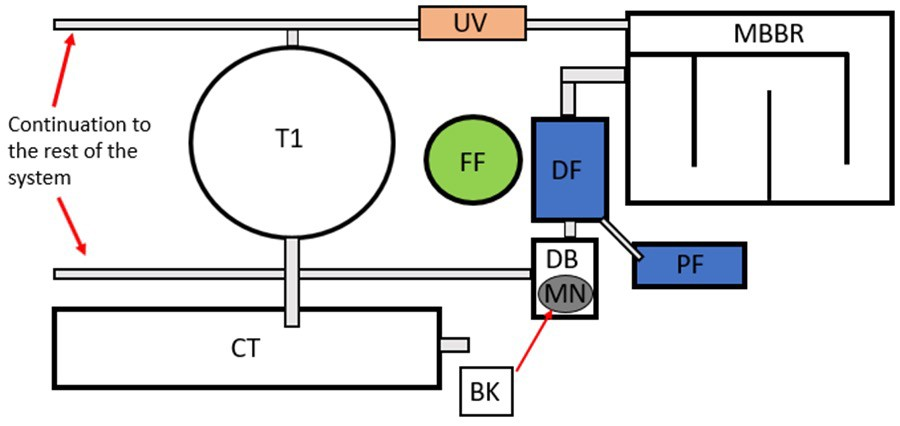 UV
MBBR
Continuation to
the rest of the
system
T1
FF
DF
DB
MN
PF
CT
BK